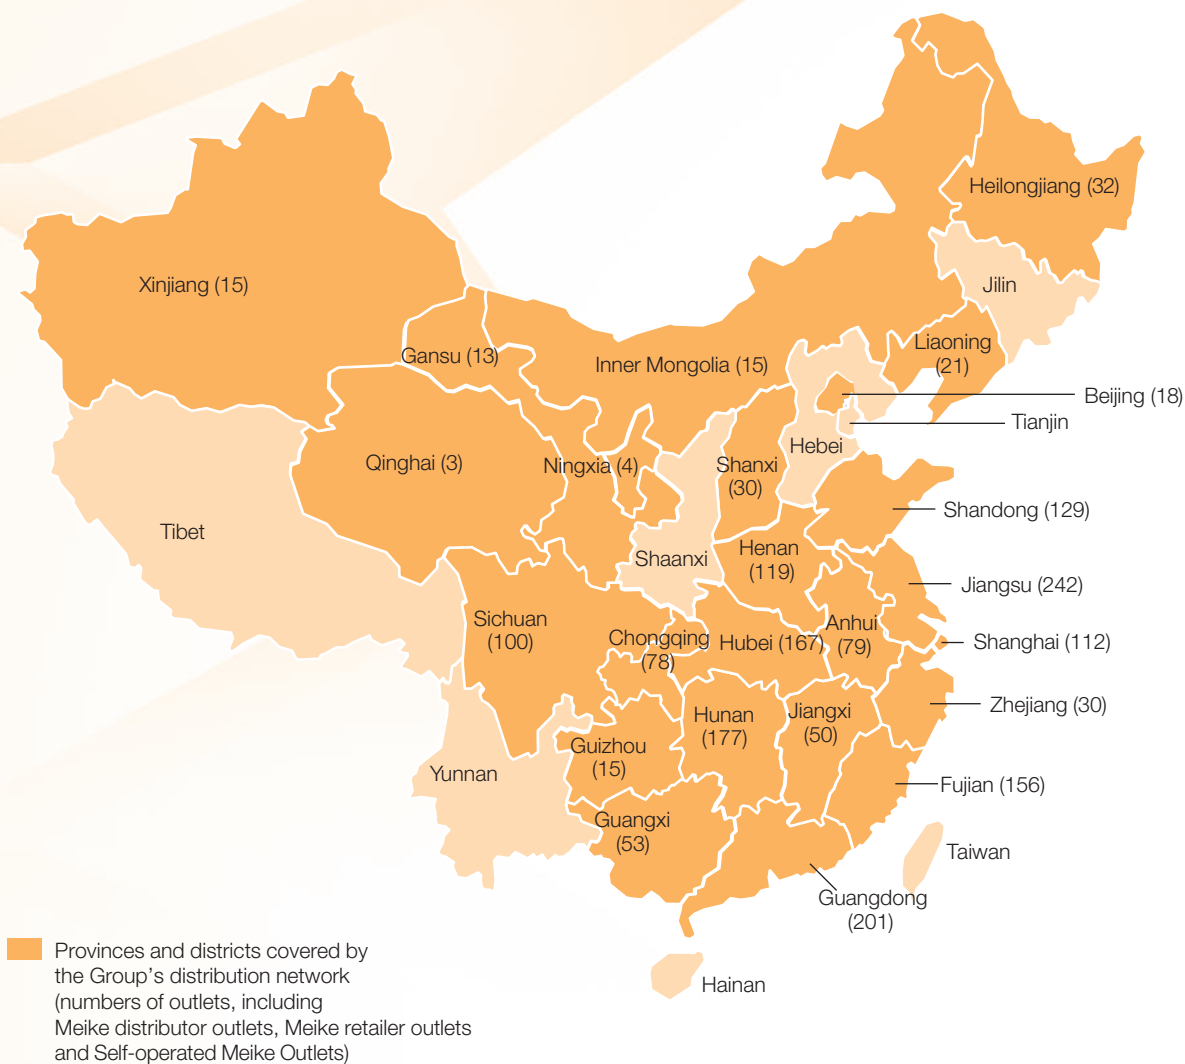 Heilongjiang (32)
Xinjiang (15)
Jilin
Liaoning
(21)
Gansu (13)
Inner Mongolia (15)
Beijing (18)
Tianjin
Hebei
Qinghai (3)
Ningxia (4)
Shanxi
(30)
Shandong (129)
Tibet
Shaanxi
Henan
(119)
Jiangsu (242)
Sichuan
(100)
Chongqing
(78)
Hubei (167)
Anhui
(79)
Shanghai (112)
Zhejiang (30)
Hunan
(177)
Jiangxi
(50)
Guizhou
(15)
Yunnan
Fujian (156)
Guangxi
(53)
Taiwan
Guangdong
(201)
Hainan
Provinces and districts covered by
the Group’s distribution network
(numbers of outlets, including
Meike distributor outlets, Meike retailer outlets
and Self-operated Meike Outlets)